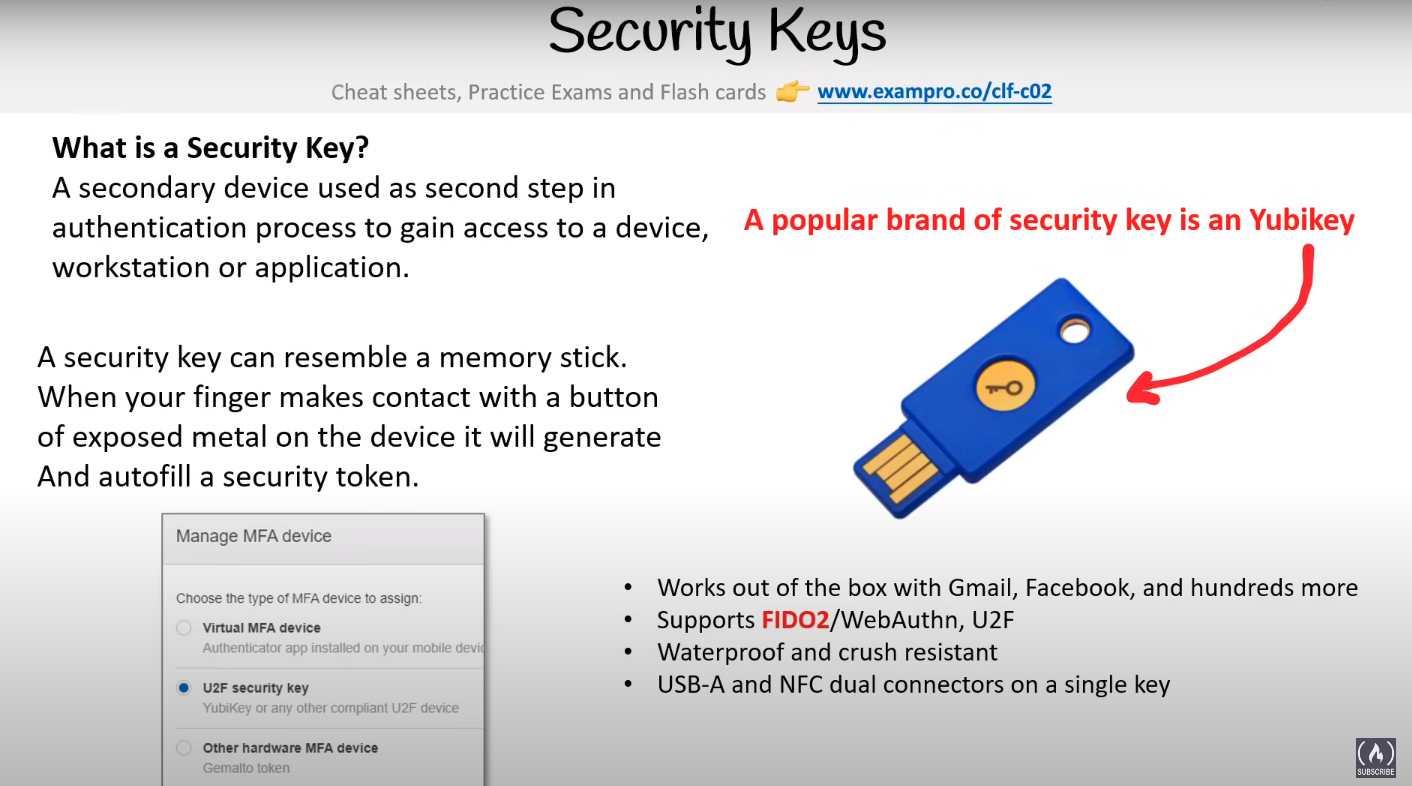 Security Keys
Cheat sheets, Practice Exams and Flash cards 👉 www.exampro.co/clf-c02
What is a Security Key?
A secondary device used as second step in
authentication process to gain access to a device,
workstation or application.
A popular brand of security key is an Yubikey
A security key can resemble a memory stick.
When your finger makes contact with a button
of exposed metal on the device it will generate
And autofill a security token.
Manage MFA device
Choose the type of MFA device to assign:
Virtual MFA device
Authenticator app installed on your mobile
U2F security key
YubiKey or any other compliant U2F device
Other hardware MFA device
Gemalto token
• Works out of the box with Gmail, Facebook, and hundreds more
• Supports FIDO2/WebAuthn, U2F
• Waterproof and crush resistant
• USB-A and NFC dual connectors on a single key
SUBSCRIBE